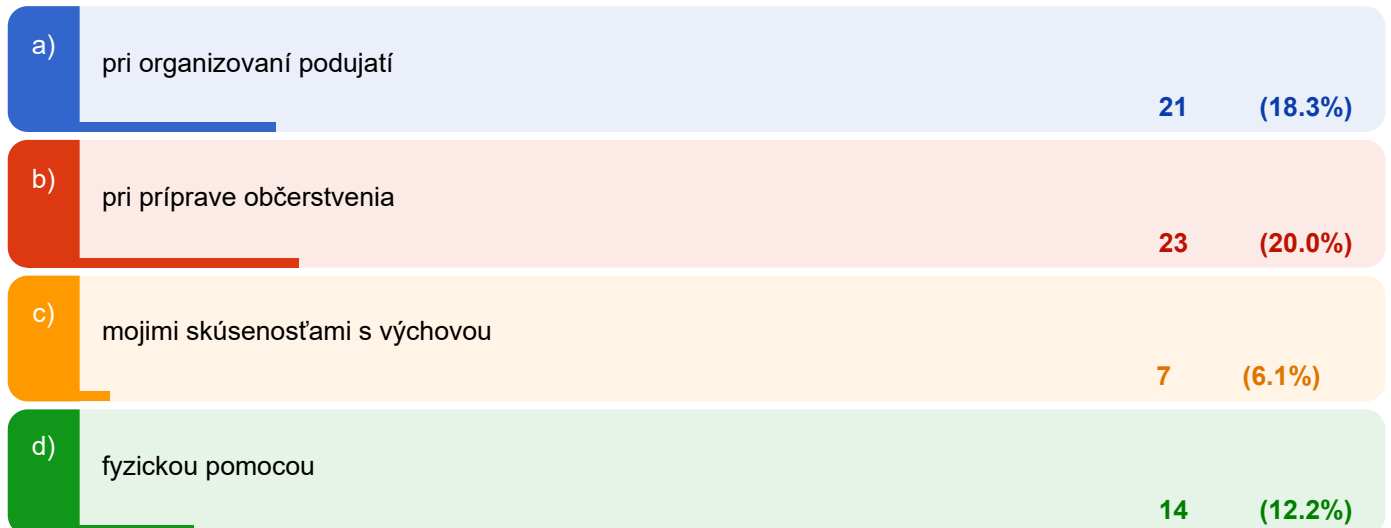 a)
pri organizovaní podujatí
21 (18.3%)
b)
pri príprave občerstvenia
23 (20.0%)
c)
mojimi skúsenosťami s výchovou
7 (6.1%)
d)
fyzickou pomocou
14 (12.2%)